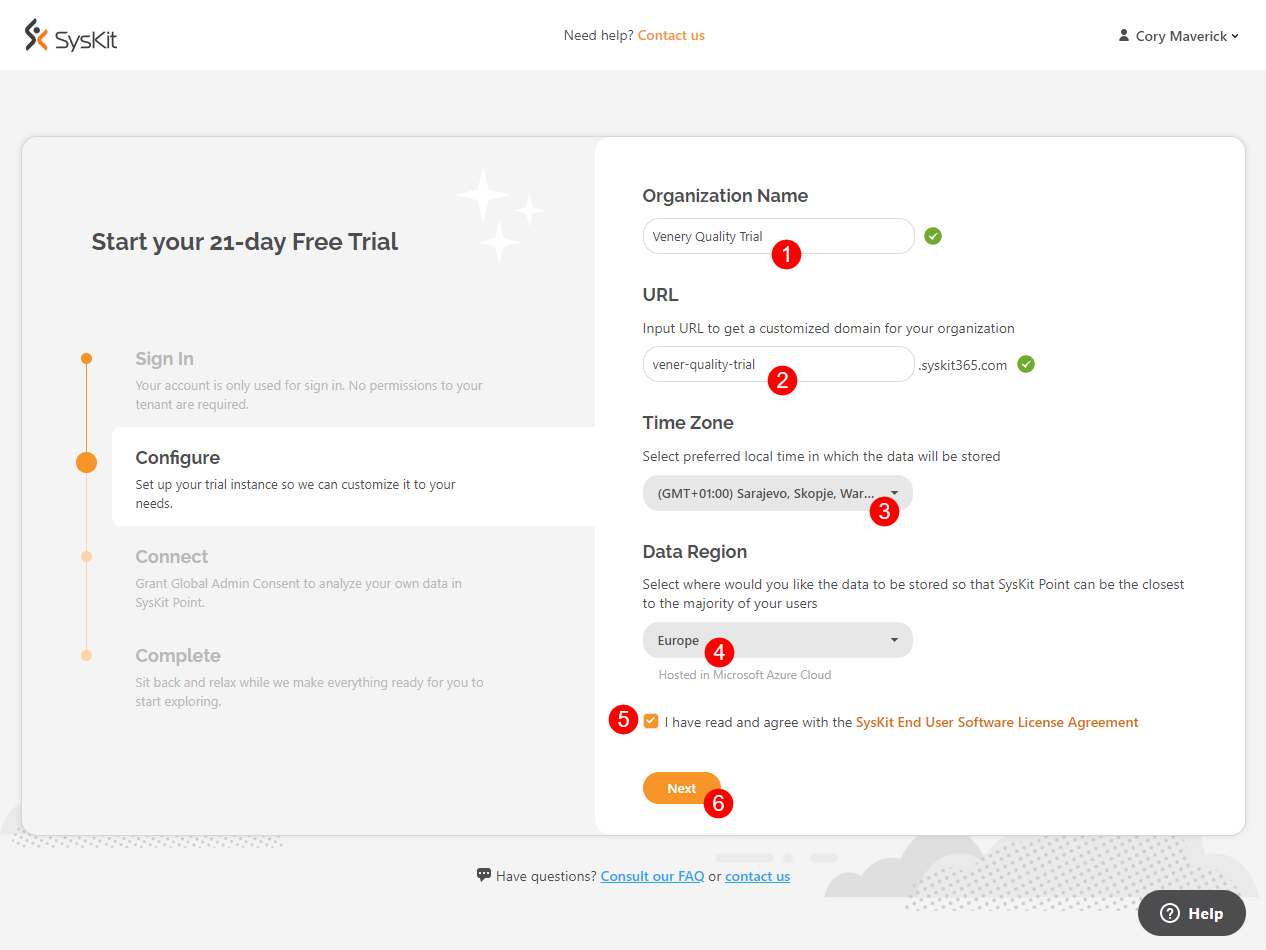 SysKit
Need help? Contact us
Cory Maverick
Start your 21-day Free Trial
Sign In
Your account is only used for sign in. No permissions to your
tenant are required.
Configure
Set up your trial instance so we can customize it to your
needs.
Connect
Grant Global Admin Consent to analyze your own data in
SysKit Point.
Complete
Sit back and relax while we make everything ready for you to
start exploring.
Organization Name
Venery Quality Trial
1
URL
Input URL to get a customized domain for your organization
vener-quality-trial .syskit365.com
2
Time Zone
Select preferred local time in which the data will be stored
(GMT+01:00) Sarajevo, Skopje, War...
3
Data Region
Select where would you like the data to be stored so that SysKit Point can be the closest
to the majority of your users
Europe
4
Hosted in Microsoft Azure Cloud
5 I have read and agree with the SysKit End User Software License Agreement
Next
6
Have questions? Consult our FAQ or contact us
? Help